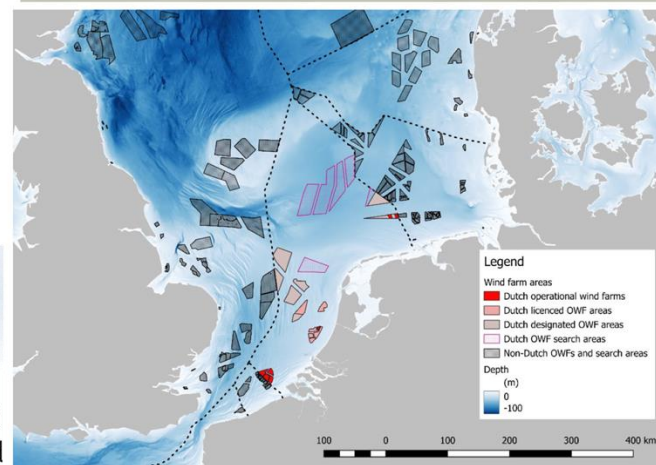 Legend
Wind farm areas
Dutch operational wind farms
Dutch licenced OWF areas
Dutch designated OWF areas
Dutch OWF search areas
Non-Dutch OWFs and search areas
Depth
(m)
0
-100
100 0 100 200 300 400 km